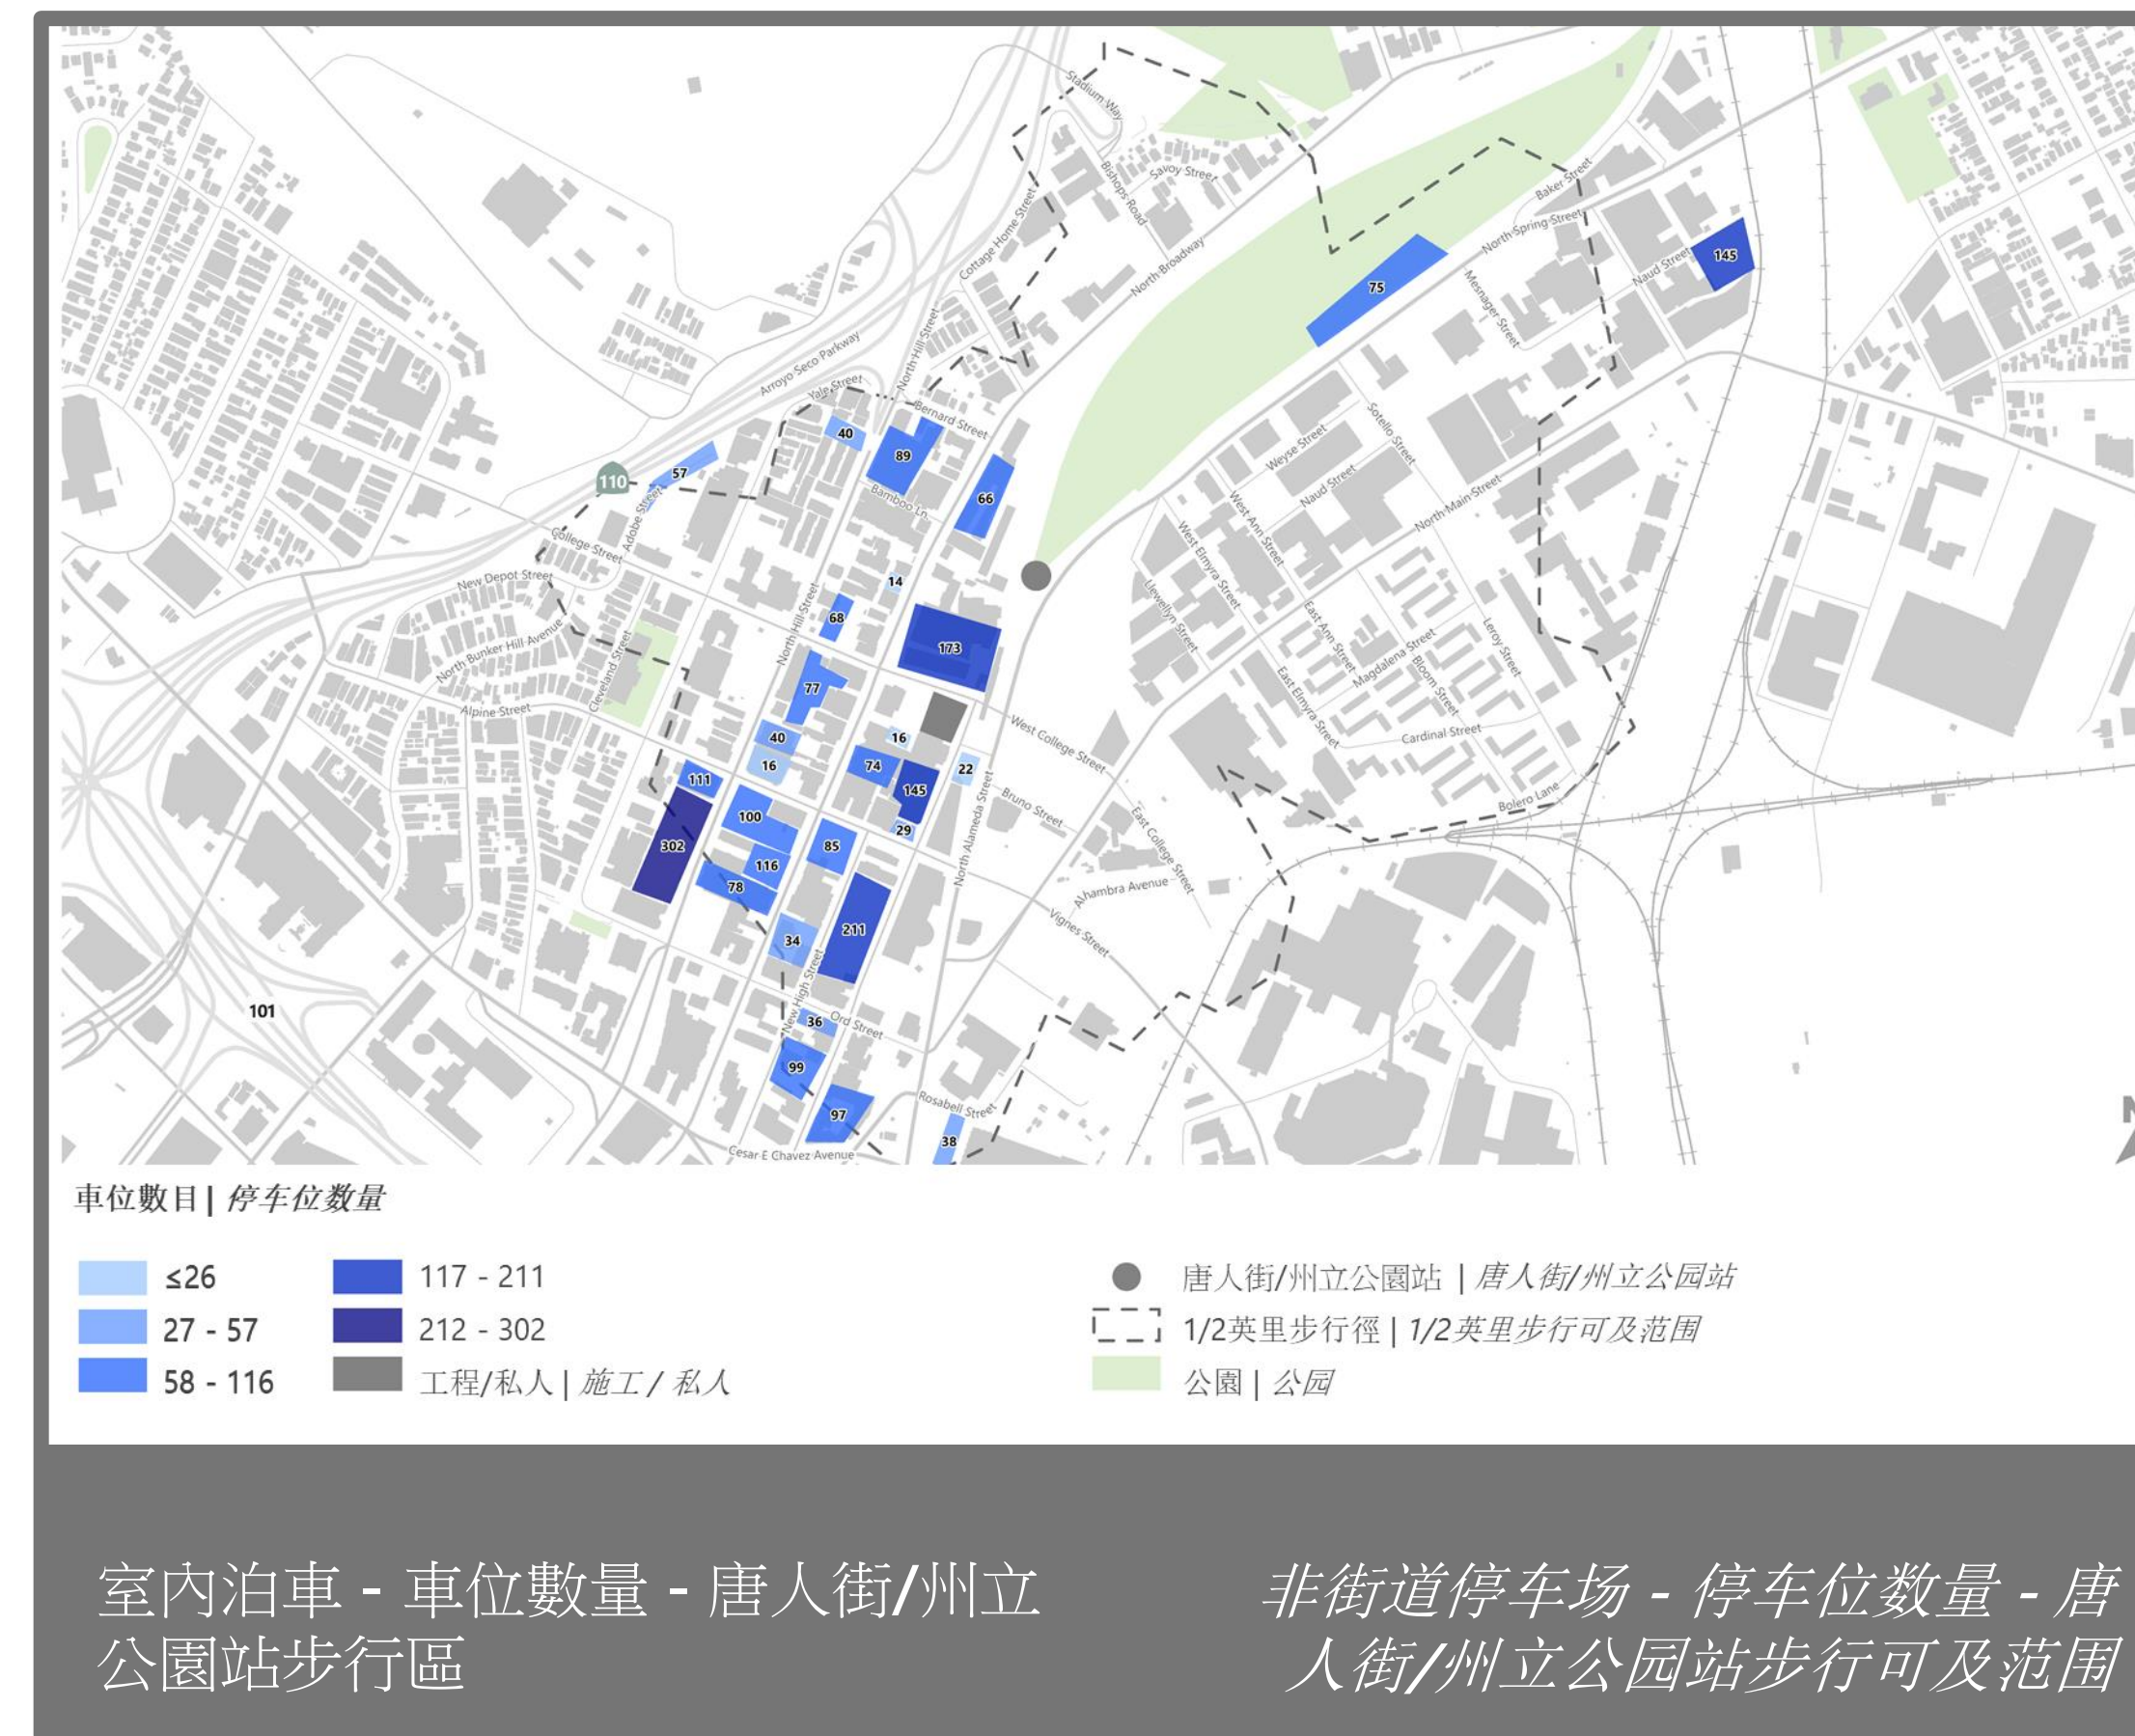 Stadium Way
Savoy Street
Bishops Road
Cottage Home Street
North Broadway
Baker Street
North Spring Street
Naud Street
145
75
Mesnager Street
North Hill Street
Arroyo Seco Parkway
Yale Street
Bernard Street
40
89
Sotello Street
Weyse Street
57
110
66
Bamboo Ln
Naud Street
North Main Street
West Ann Street
Adobe Street
College Street
West Elmyra Street
New Depot Street
14
Llewellyn Street
68
North Hill Street
East Ann Street
North Bunker Hill Avenue
Cleveland Street
173
Magdalena Street
Leroy Street
Bloom Street
77
East Elmyra Street
Alpine Street
West College Street
Cardinal Street
40
16
16
74
22
111
145
Bruno Street
Bolero Lane
100
29
302
85
North Alameda Street
East College Street
116
78
Alhambra Avenue
34
211
Vignes Street
New High Street
101
36
Ord Street
99
97
Rosabell Street
38
Cesar E Chavez Avenue
車位數目 | 停车位数量
≤26
27 - 57
58 - 116
117 - 211
212 - 302
工程/私人 | 施工 / 私人
唐人街/州立公園站 | 唐人街/州立公园站
1/2英里步行徑 | 1/2英里步行可及范围
公園 | 公园
室內泊車 - 車位數量 - 唐人街/州立
公園站步行區
非街道停车场 - 停车位数量 - 唐
人街/州立公园站步行可及范围